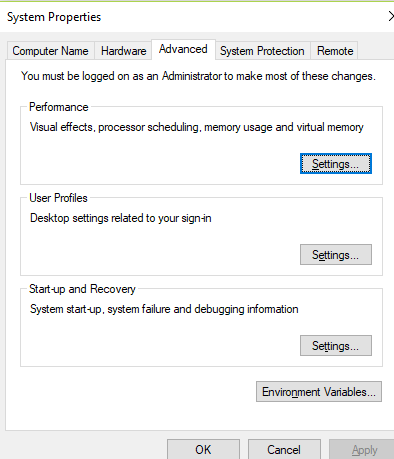 System Properties
Computer Name Hardware Advanced System Protection Remote
You must be logged on as an Administrator to make most of these changes.
Performance
Visual effects, processor scheduling, memory usage and virtual memory
Settings...
User Profiles
Desktop settings related to your sign-in
Settings...
Start-up and Recovery
System start-up, system failure and debugging information
Settings...
Environment Variables...
OK Cancel Apply